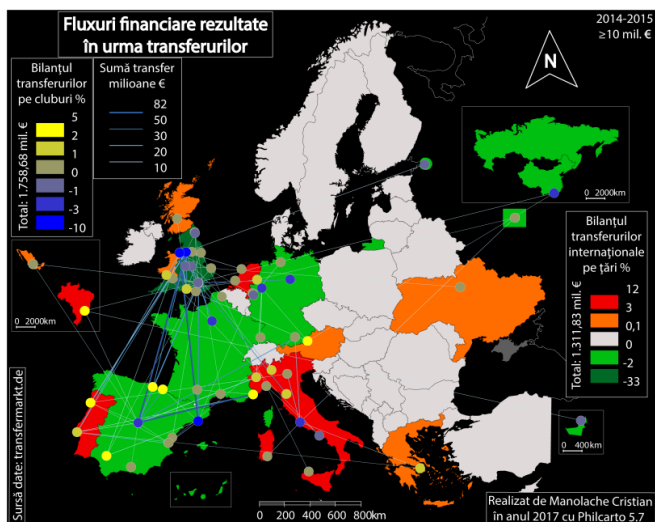 Fluxuri financiare rezultate
în urma transferurilor
2014-2015
≥10 mil. €
N
Bilanțul
transferurilor
pe cluburi %
5
2
1
0
-1
-3
-10
Total: 1.758,68 mil. €
Sumă transfer
milioane €
82
50
30
20
10
0 2000km
0 2000km
Bilanțul
transferurilor
internaționale
pe țări %
12
3
0,1
0
-2
-33
Total: 1.311,83 mil. €
0 400km
0 200 400 600 800km
Sursă date: transfermarkt.de
Realizat de Manolache Cristian
în anul 2017 cu Philcarto 5.7